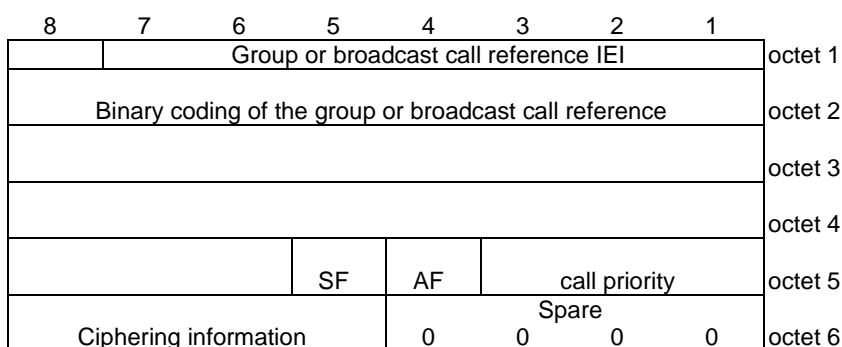 8 7 6 5 4 3 2 1
Group or broadcast call reference IEI octet 1
Binary coding of the group or broadcast call reference octet 2
octet 3
octet 4
SF AF call priority octet 5
Spare
Ciphering information 0 0 0 0 octet 6